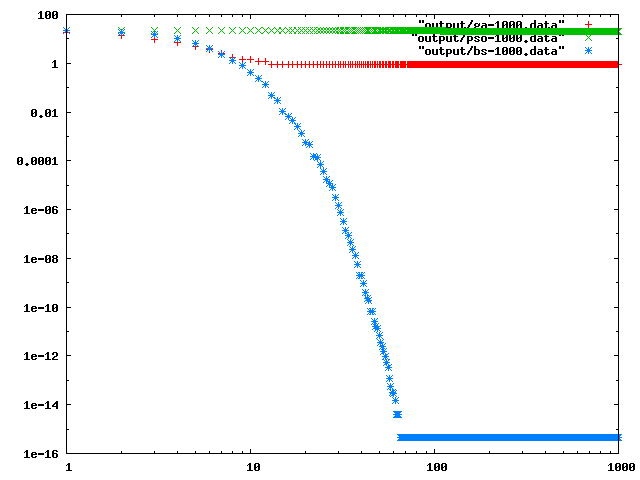 100
1
0.01
0.0001
1e-06
1e-08
1e-10
1e-12
1e-14
1e-16
1 10 100 1000
"output/ga-1000.data"
"output/pso-1000.data"
"output/bs-1000.data"